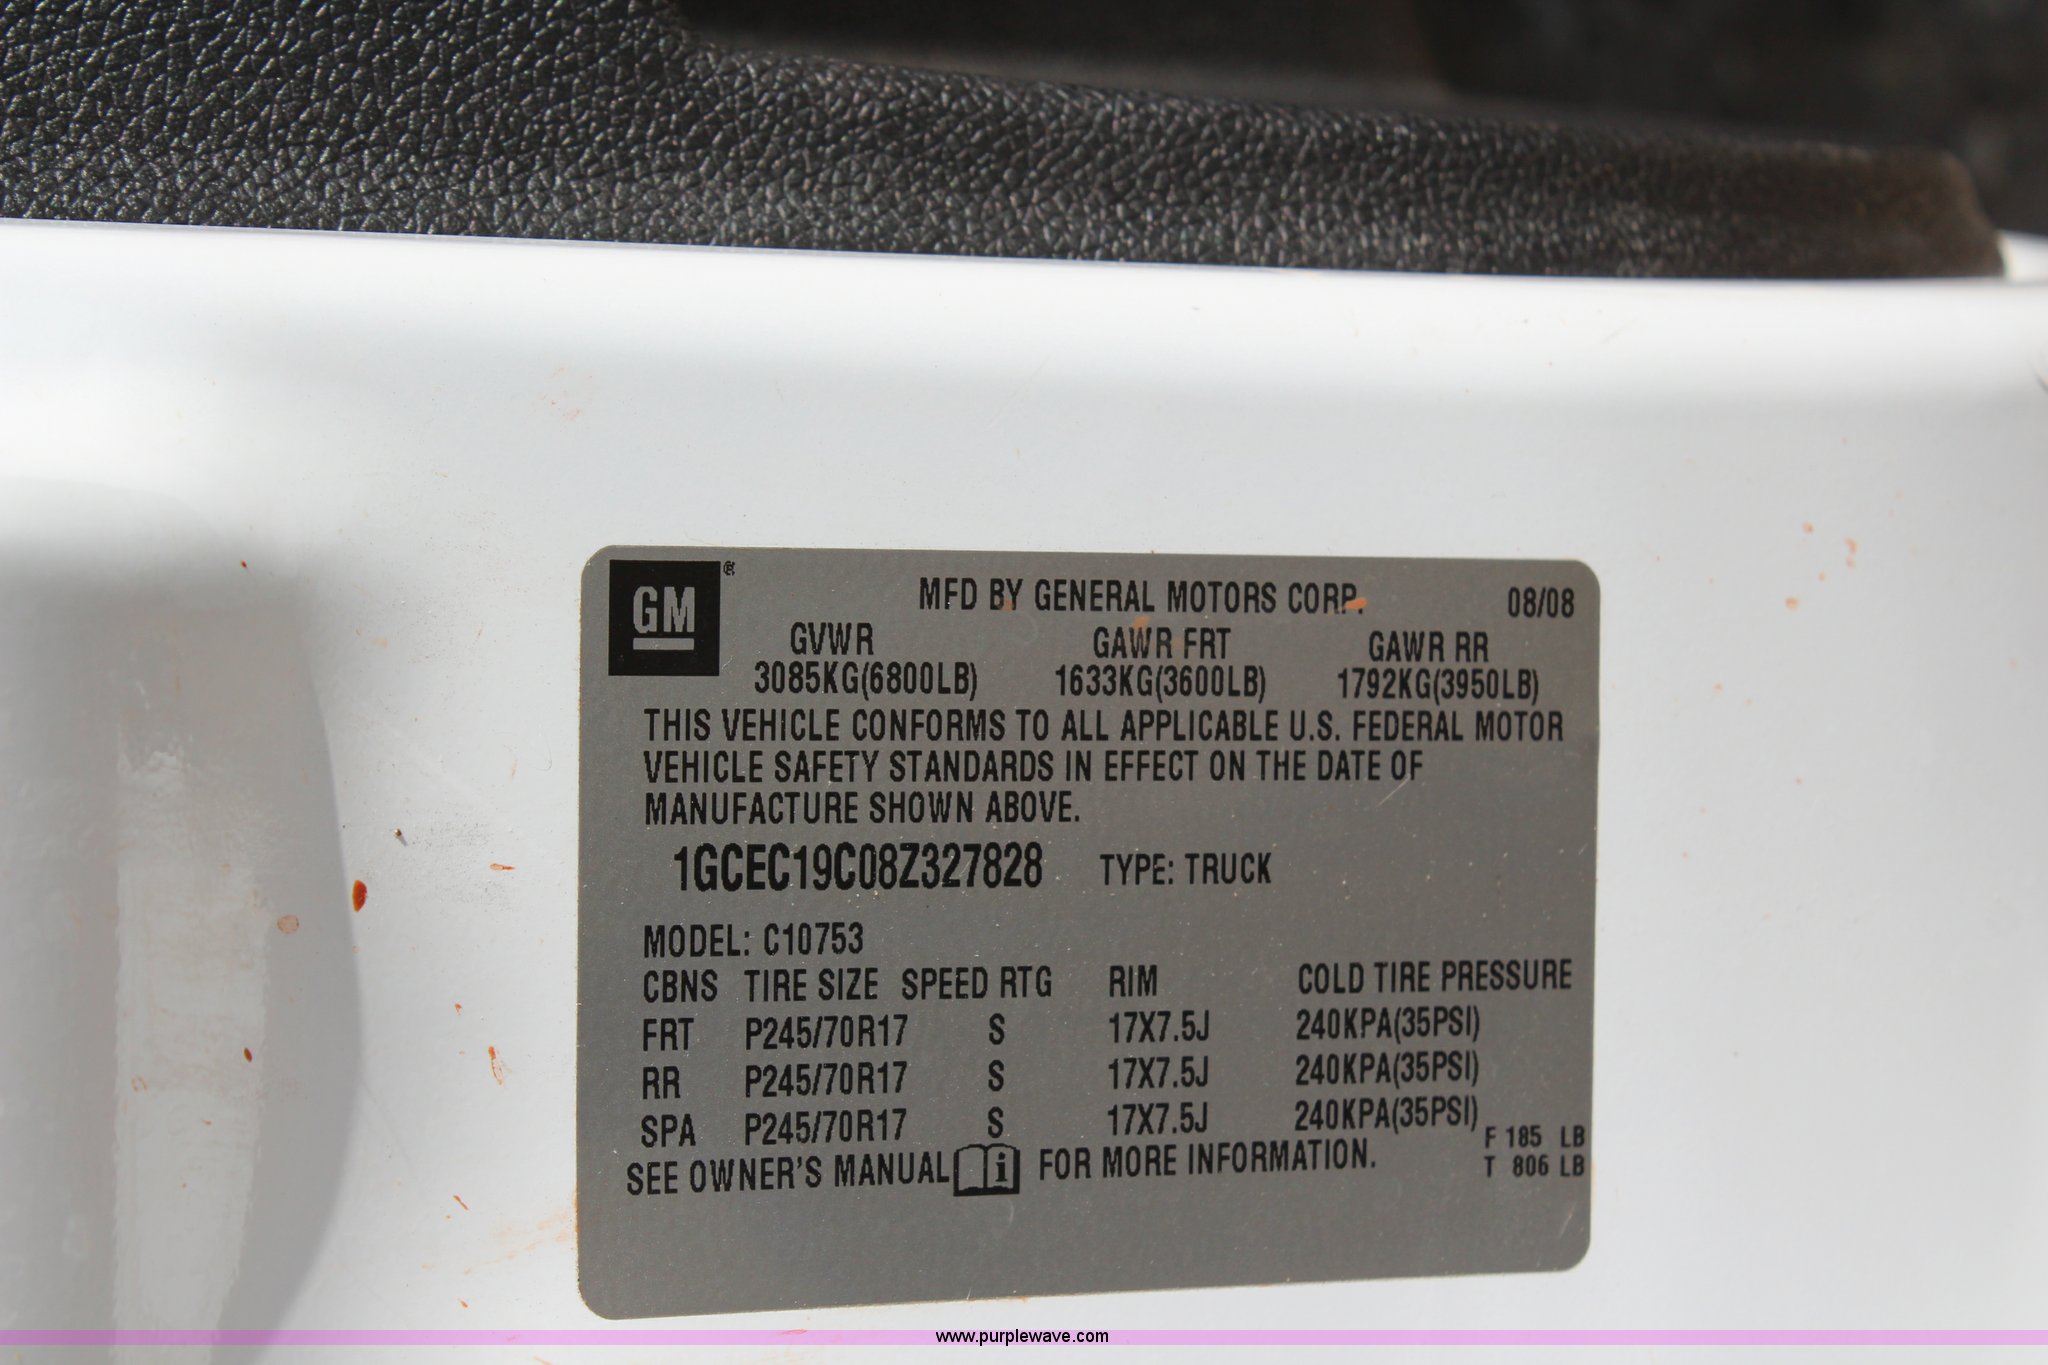 GM ®
MFD BY GENERAL MOTORS CORP. 08/08
GVWR GAWR FRT GAWR RR
3085KG(6800LB) 1633KG(3600LB) 1792KG(3950LB)
THIS VEHICLE CONFORMS TO ALL APPLICABLE U.S. FEDERAL MOTOR
VEHICLE SAFETY STANDARDS IN EFFECT ON THE DATE OF
MANUFACTURE SHOWN ABOVE.
1GCEC19C08Z327828 TYPE: TRUCK
MODEL: C10753
CBNS TIRE SIZE SPEED RTG RIM COLD TIRE PRESSURE
FRT P245/70R17 S 17X7.5J 240KPA(35PSI)
RR P245/70R17 S 17X7.5J 240KPA(35PSI)
SPA P245/70R17 S 17X7.5J 240KPA(35PSI)
F 185 LB
T 806 LB
SEE OWNER'S MANUAL i FOR MORE INFORMATION.
www.purplewave.com